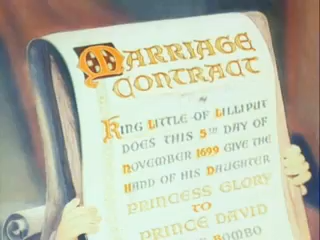 MARRIAGE
CONTRACT
KING LITTLE OF LILLIPUT
DOES THIS 5TH DAY OF
NOVEMBER 1699 GIVE THE
HAND OF HIS DAUGHTER
PRINCESS GLORY
TO
PRINCE DAVID
BOMBO